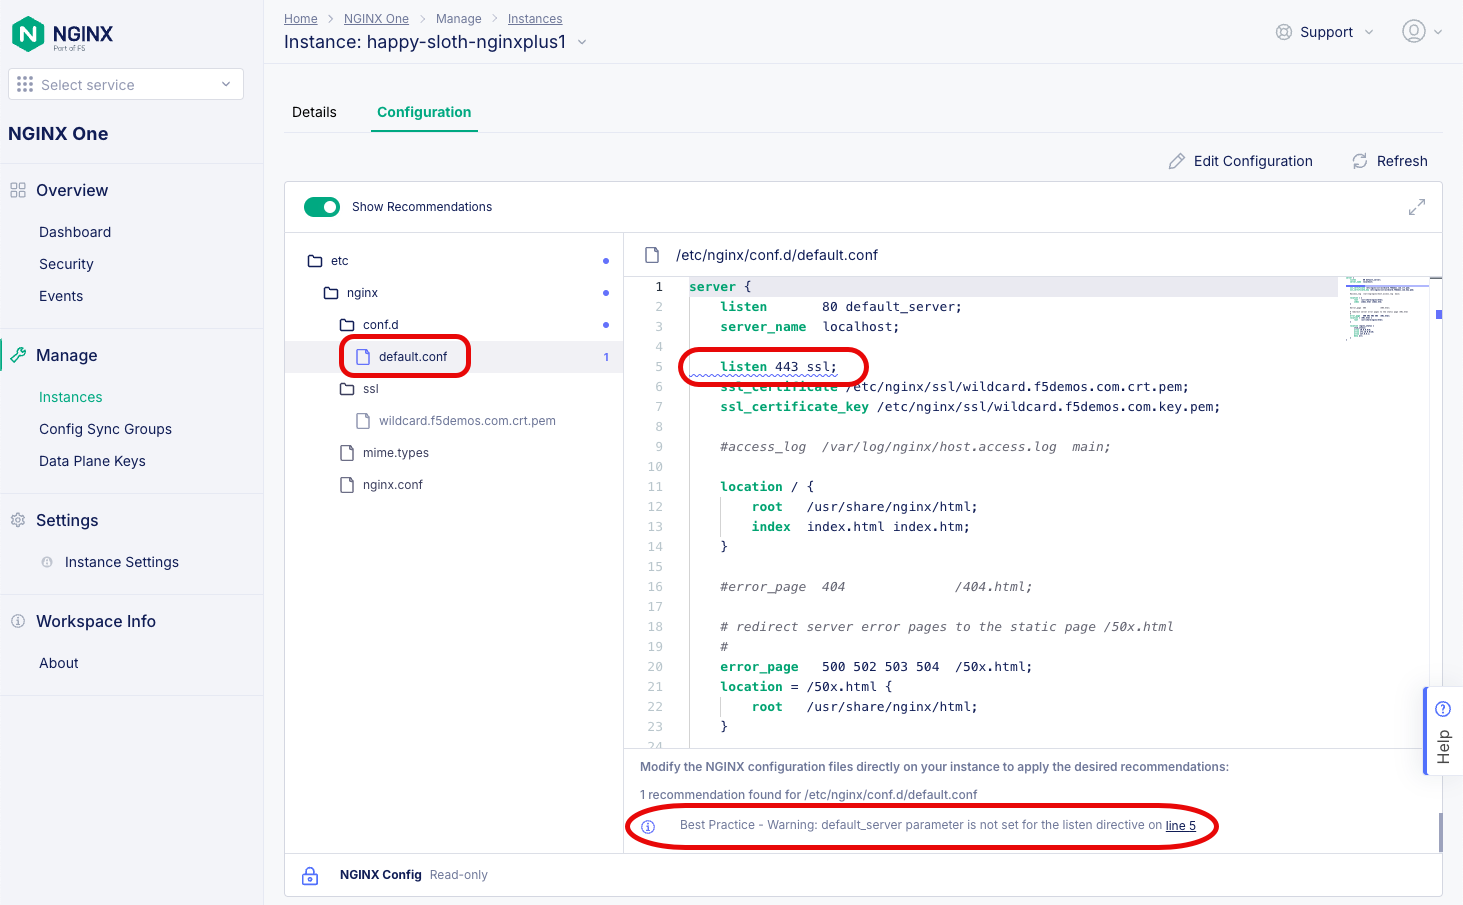 NGINX
Part of F5
Select service
NGINX One
Overview
Dashboard
Security
Events
Manage
Instances
Config Sync Groups
Data Plane Keys
Settings
Instance Settings
Workspace Info
About
Home > NGINX One > Manage > Instances
Instance: happy-sloth-nginxplus1
Support
Details
Configuration
Edit Configuration
Refresh
Show Recommendations
etc
nginx
conf.d
default.conf 1
ssl
wildcard.f5demos.com.crt.pem
mime.types
nginx.conf
/etc/nginx/conf.d/default.conf
1 server {
2 listen 80 default_server;
3 server_name localhost;
4
5 listen 443 ssl;
6 ssl_certificate /etc/nginx/ssl/wildcard.f5demos.com.crt.pem;
7 ssl_certificate_key /etc/nginx/ssl/wildcard.f5demos.com.key.pem;
8
9 #access_log /var/log/nginx/host.access.log main;
10
11 location / {
12 root /usr/share/nginx/html;
13 index index.html index.htm;
14 }
15
16 #error_page 404 /404.html;
17
18 # redirect server error pages to the static page /50x.html
19 #
20 error_page 500 502 503 504 /50x.html;
21 location = /50x.html {
22 root /usr/share/nginx/html;
23 }
24
Modify the NGINX configuration files directly on your instance to apply the desired recommendations:
1 recommendation found for /etc/nginx/conf.d/default.conf
Best Practice - Warning: default_server parameter is not set for the listen directive on line 5
NGINX Config Read-only
Help